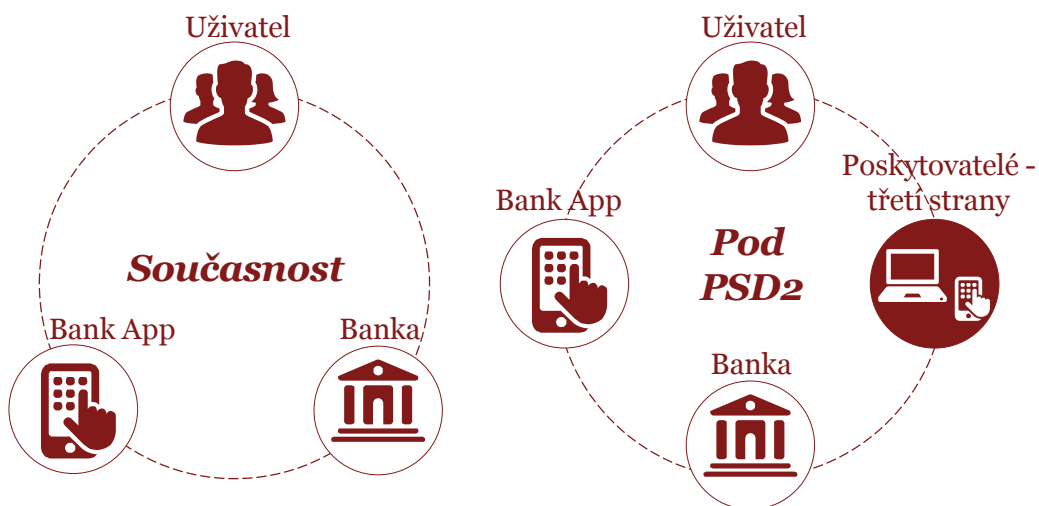 Uživatel
Současnost
Bank App
Banka
Uživatel
Poskytovatelé -
třetí strany
Bank App
Pod
PSD2
Banka